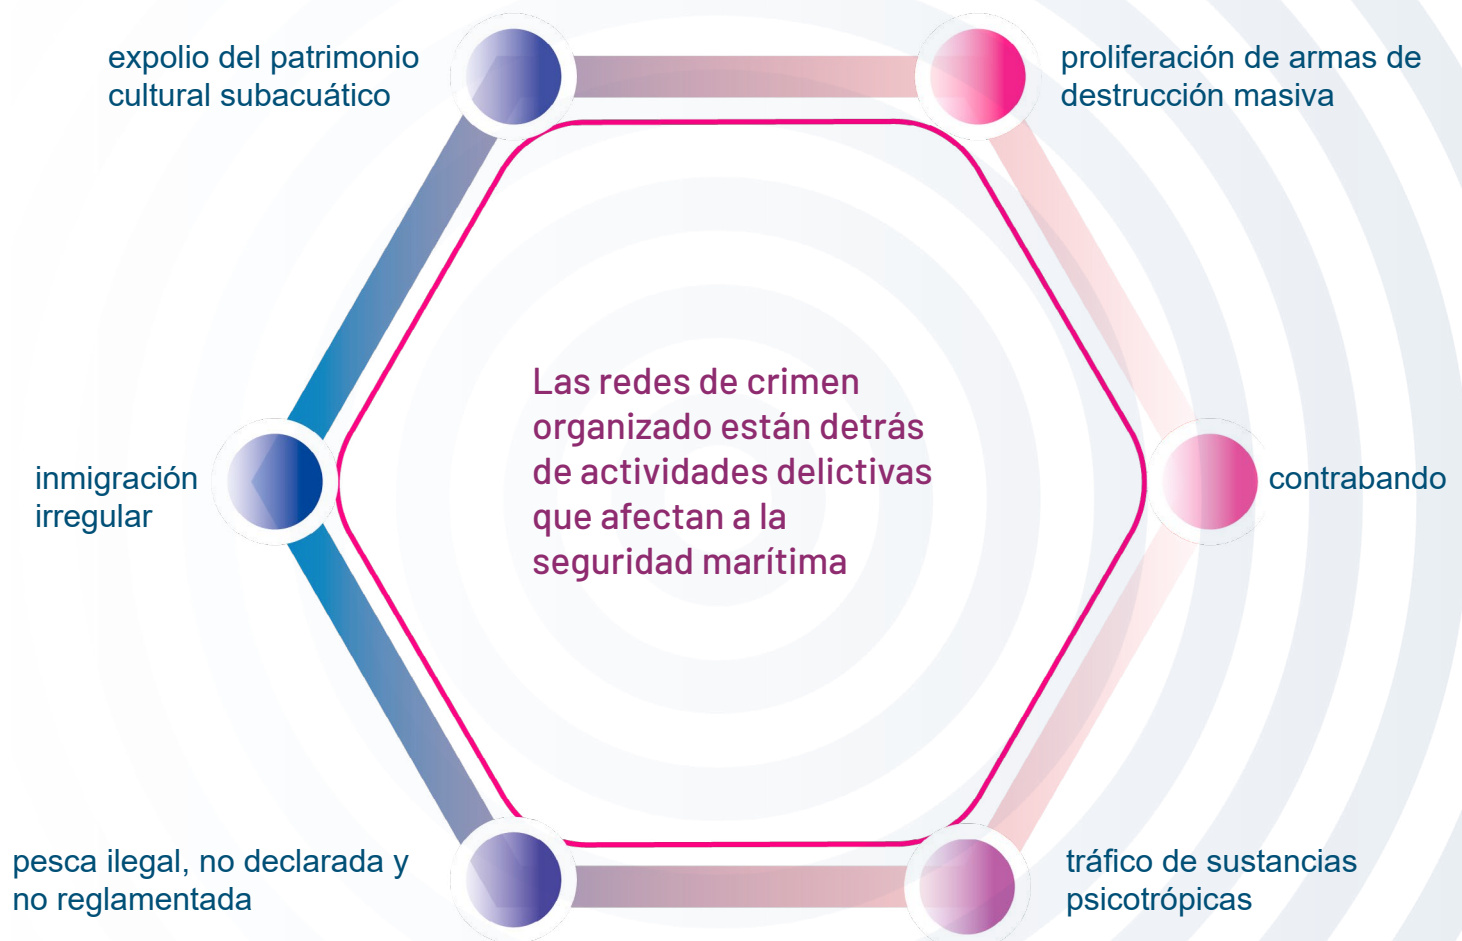 expolio del patrimonio
cultural subacuático
proliferación de armas de
destrucción masiva
Las redes de crimen
organizado están detrás
de actividades delictivas
que afectan a la
seguridad marítima
inmigración
irregular
contrabando
pesca ilegal, no declarada y
no reglamentada
tráfico de sustancias
psicotrópicas